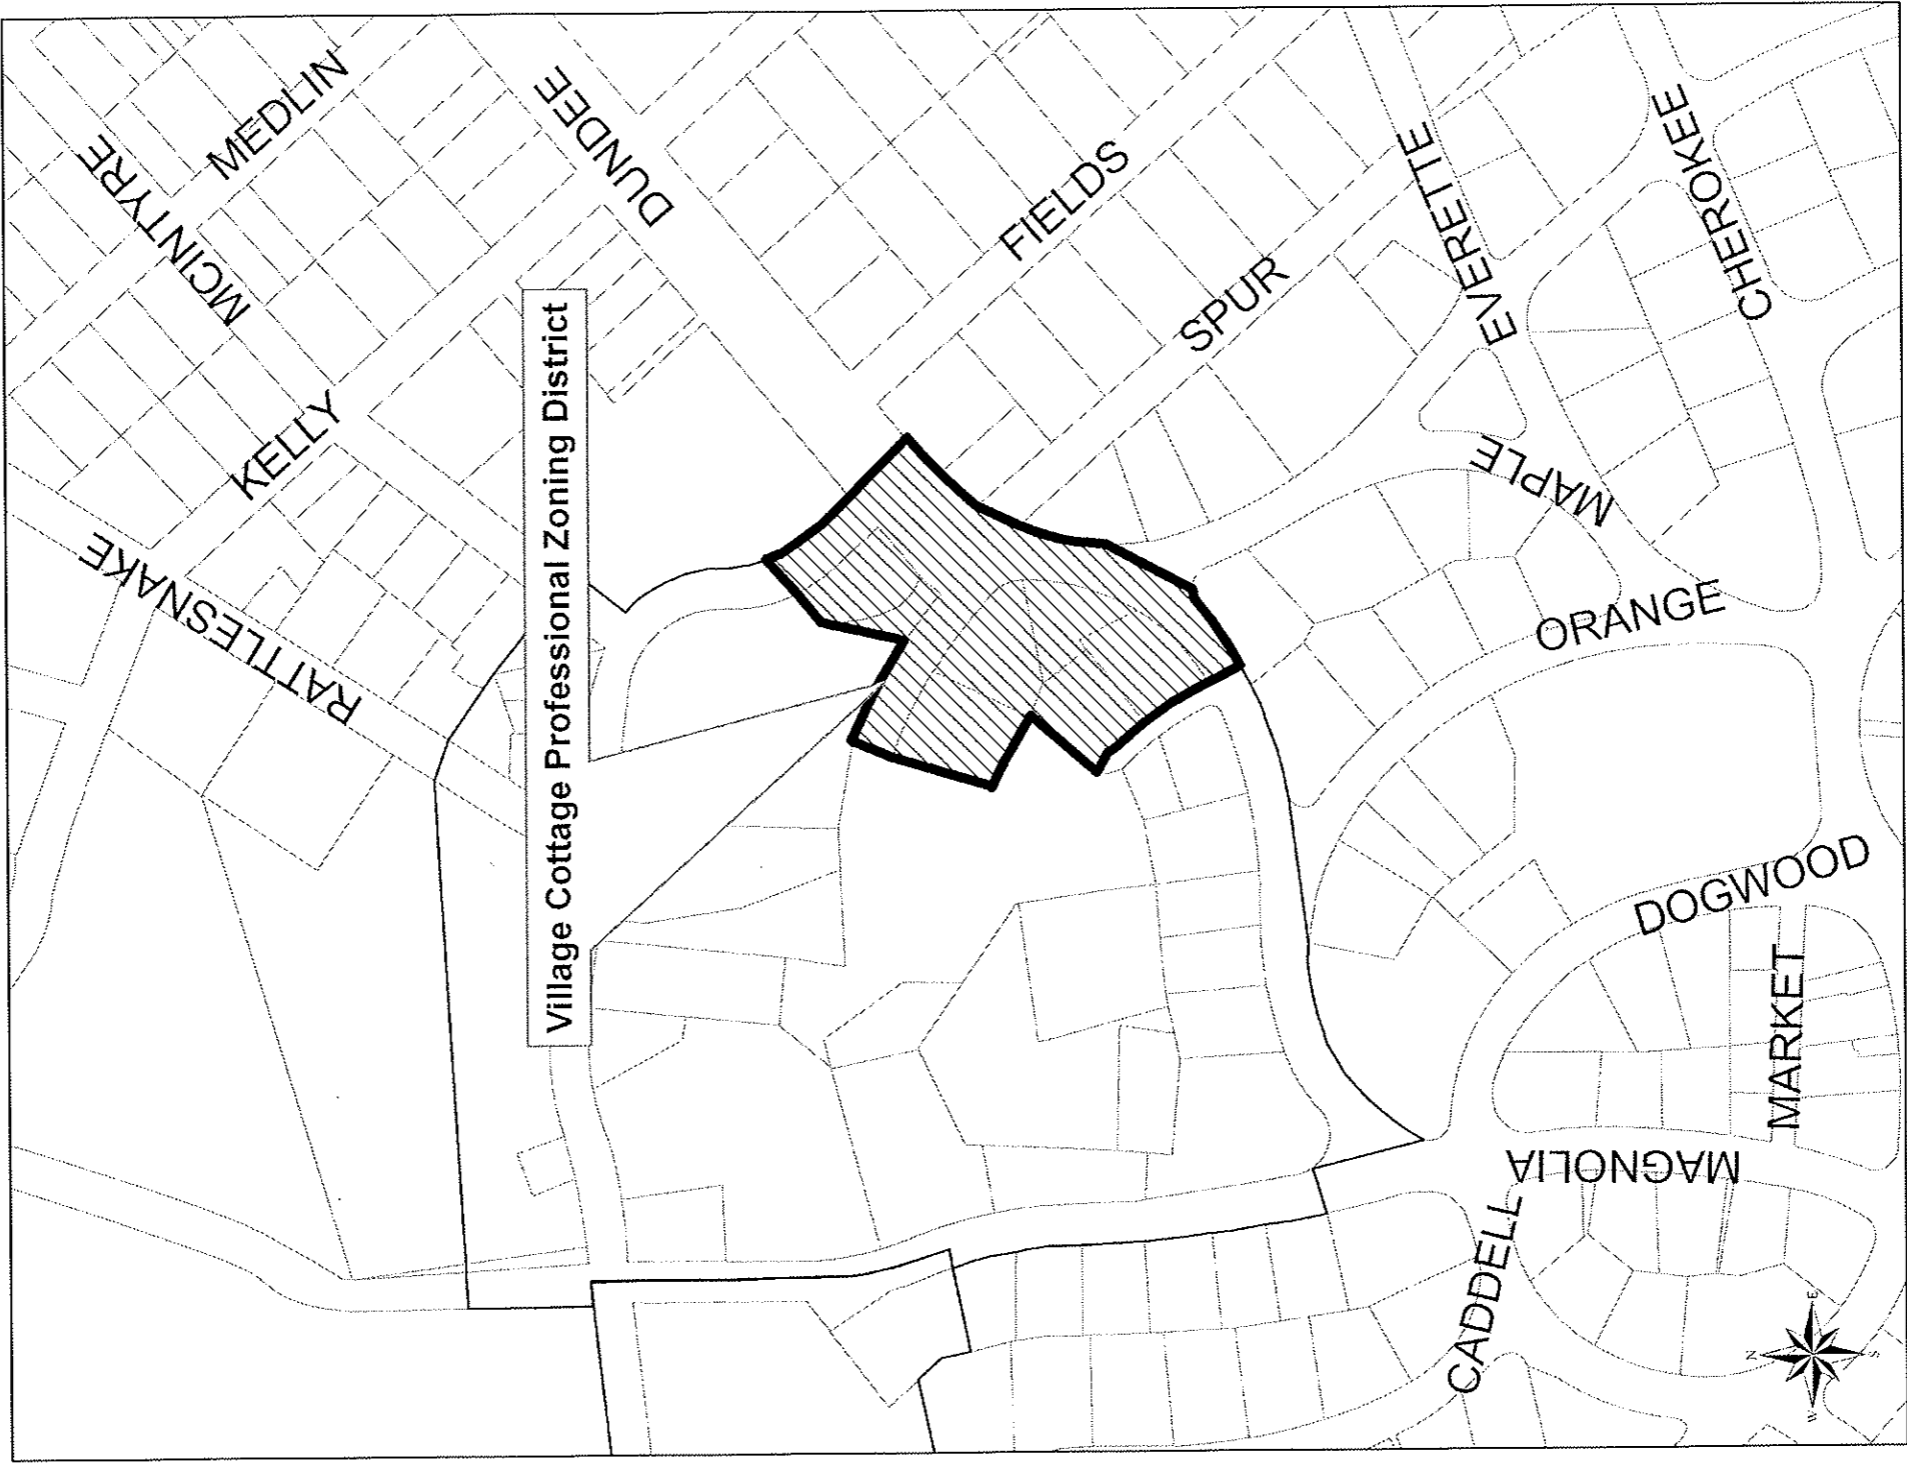 MEDLIN
MCINTYRE
DUNDEE
KELLY
FIELDS
RATTLESNAKE
SPUR
EVERETTE
CHEROKEE
Village Cottage Professional Zoning District
MAPLE
ORANGE
DOGWOOD
MARKET
MAGNOLIA
CADDELL
N
E
S
W